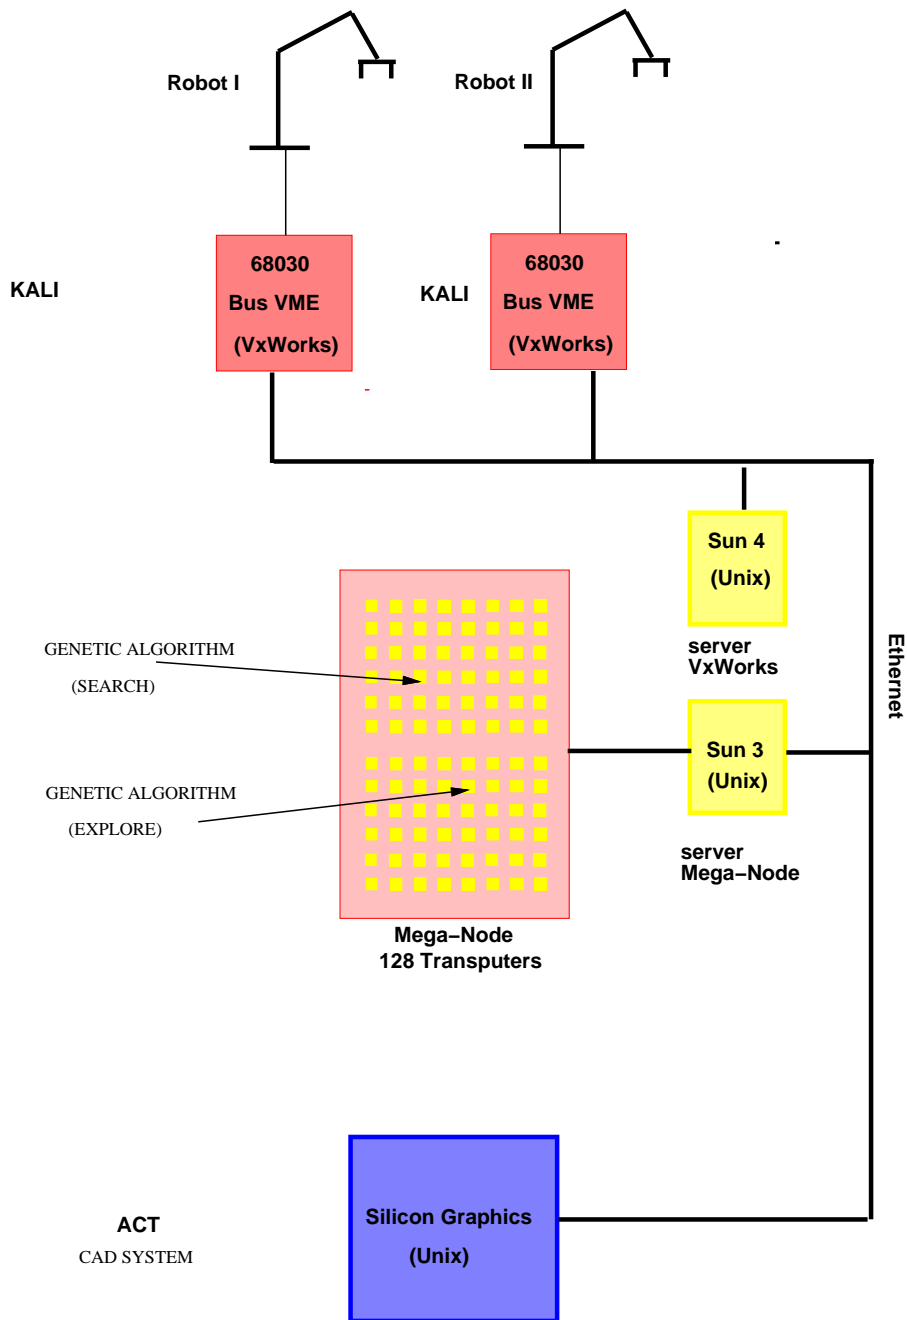 Robot I
Robot II
KALI
68030
Bus VME
(VxWorks)
KALI
68030
Bus VME
(VxWorks)
Sun 4
(Unix)
server
VxWorks
Ethernet
GENETIC ALGORITHM
(SEARCH)
Sun 3
(Unix)
GENETIC ALGORITHM
(EXPLORE)
server
Mega−Node
Mega−Node
128 Transputers
ACT
CAD SYSTEM
Silicon Graphics
(Unix)